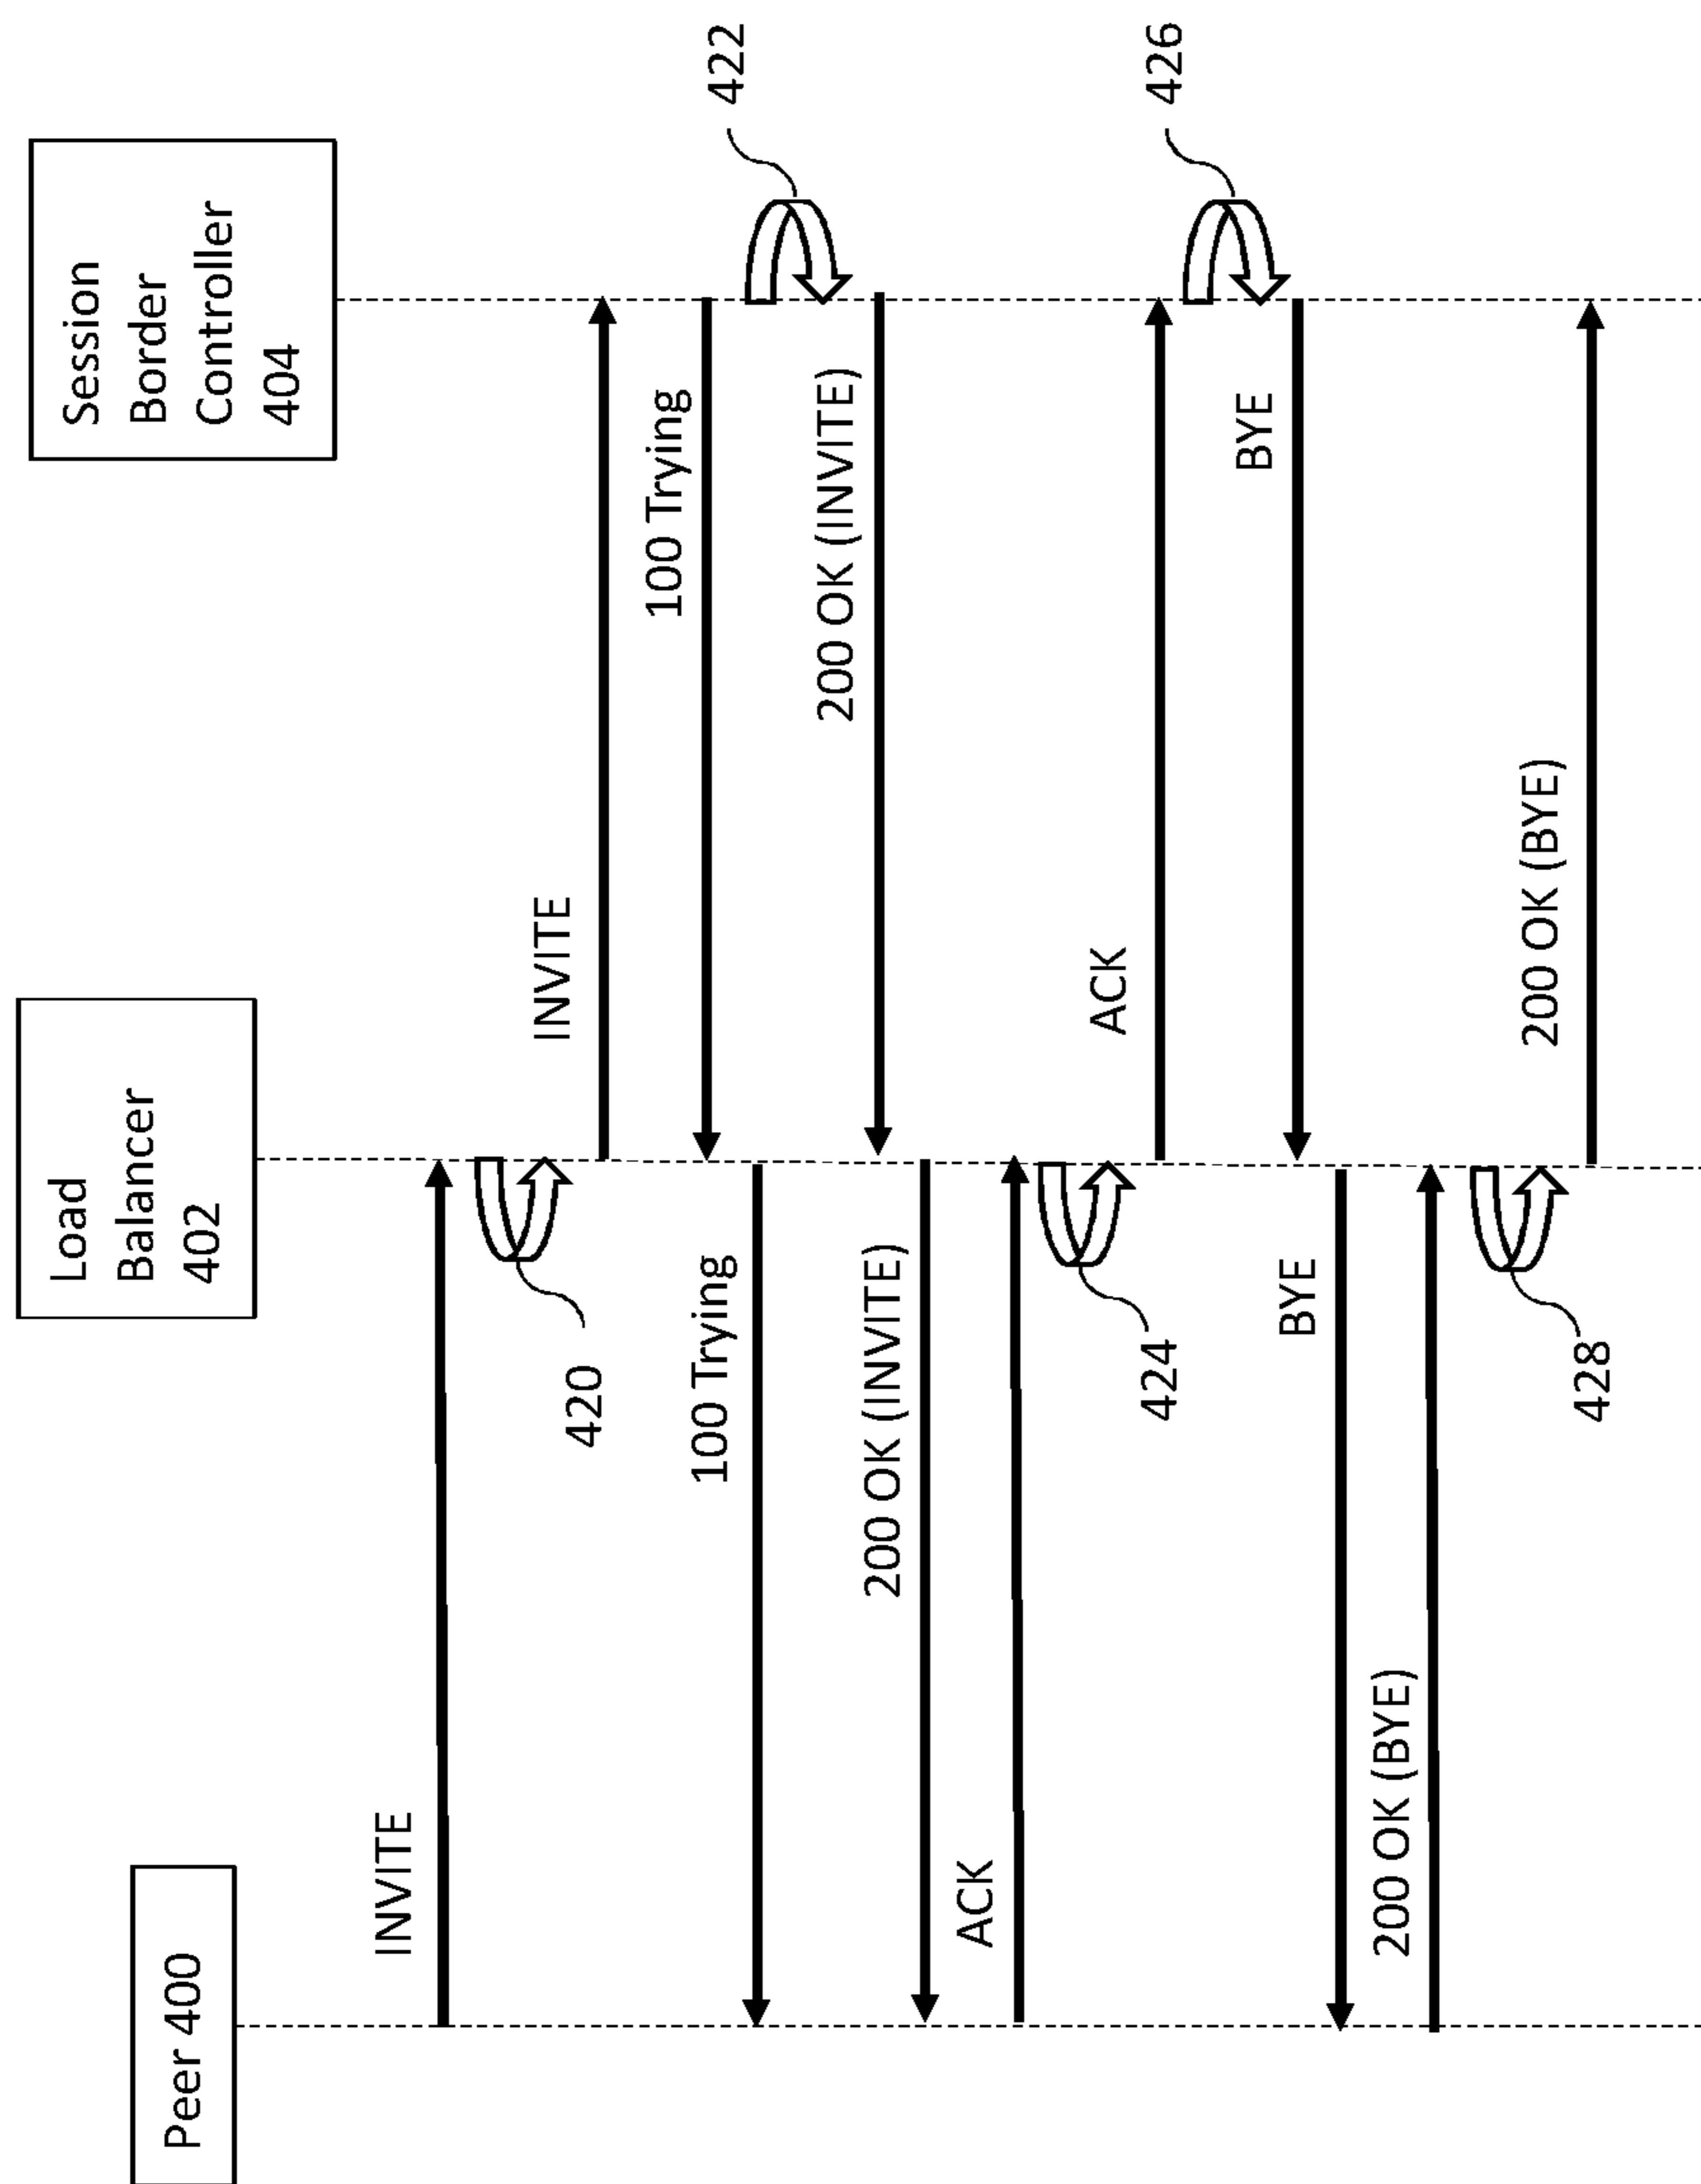 Peer 400
Load
Balancer
402
Session
Border
Controller
404
INVITE
420
INVITE
100 Trying
422
100 Trying
200 OK (INVITE)
200 OK (INVITE)
ACK
424
ACK
426
BYE
BYE
200 OK (BYE)
428
200 OK (BYE)